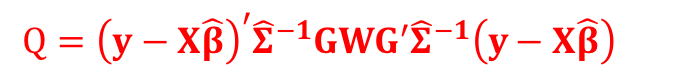 Q = (𝐲 − 𝐗𝛃̂)′𝚺̂⁻¹𝐆𝐖𝐆′𝚺̂⁻¹(𝐲 − 𝐗𝛃̂)